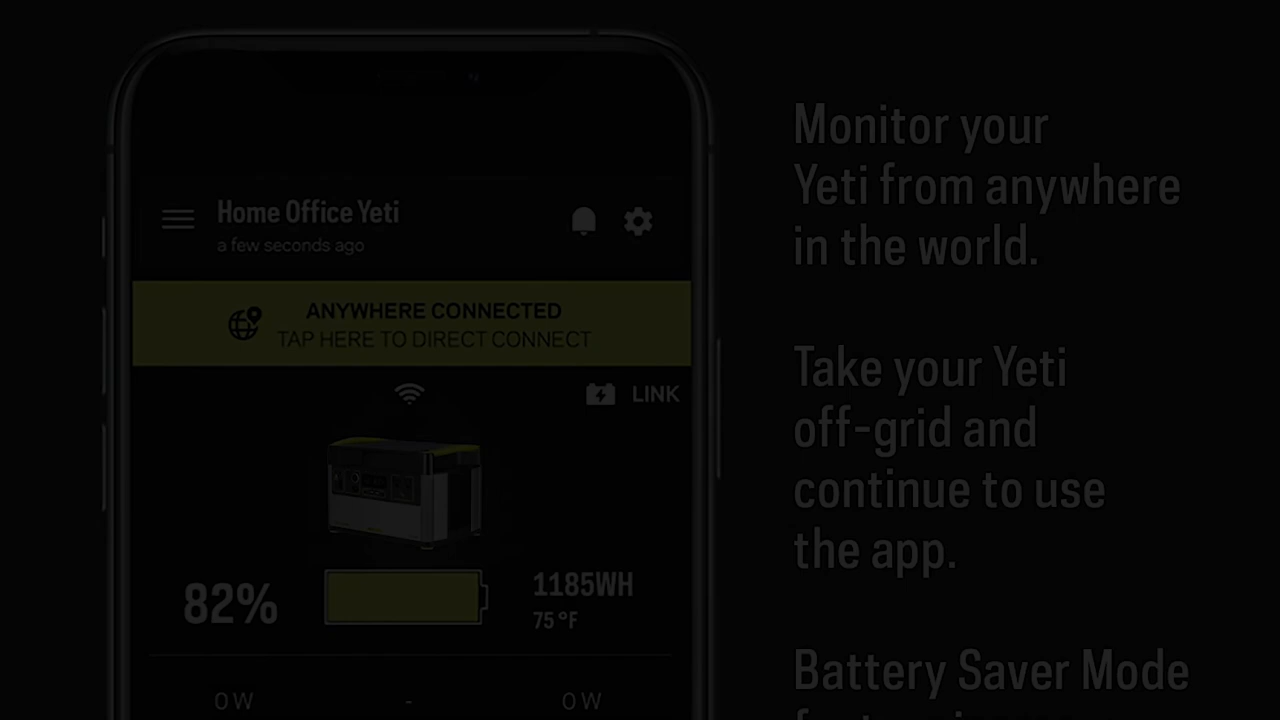 Home Office Yeti
a few seconds ago
ANYWHERE CONNECTED
TAP HERE TO DIRECT CONNECT
LINK
82%
1185WH
75 °F
0 W
-
0 W
Monitor your
Yeti from anywhere
in the world.
Take your Yeti
off-grid and
continue to use
the app.
Battery Saver Mode